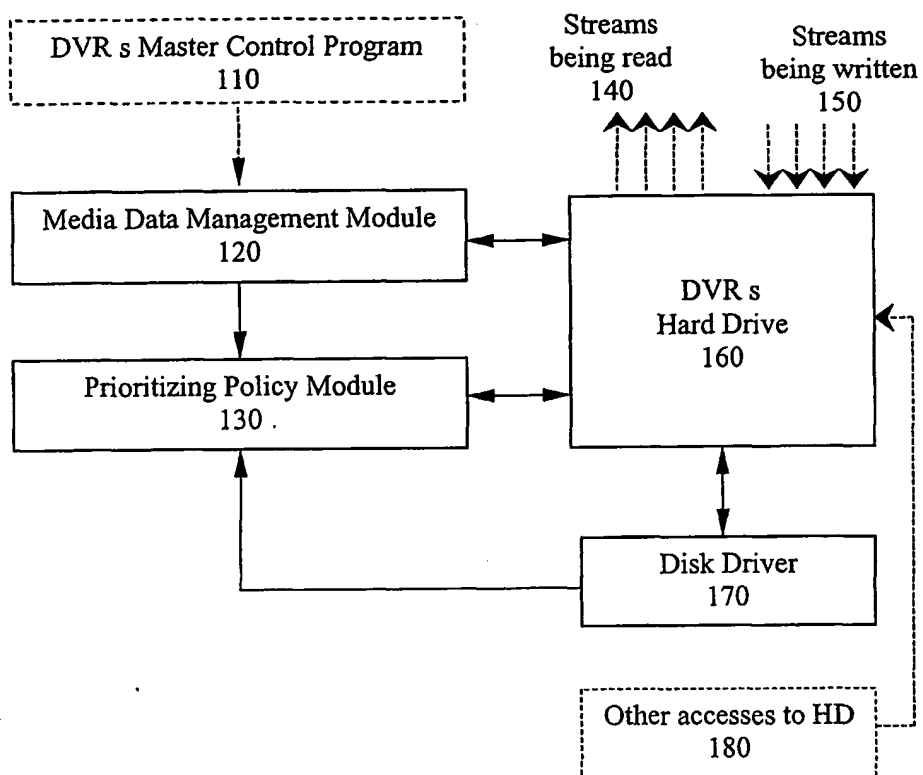 DVR s Master Control Program
110
Streams
being read
140
Streams
being written
150
Media Data Management Module
120
DVR s
Hard Drive
160
Prioritizing Policy Module
130
Disk Driver
170
Other accesses to HD
180